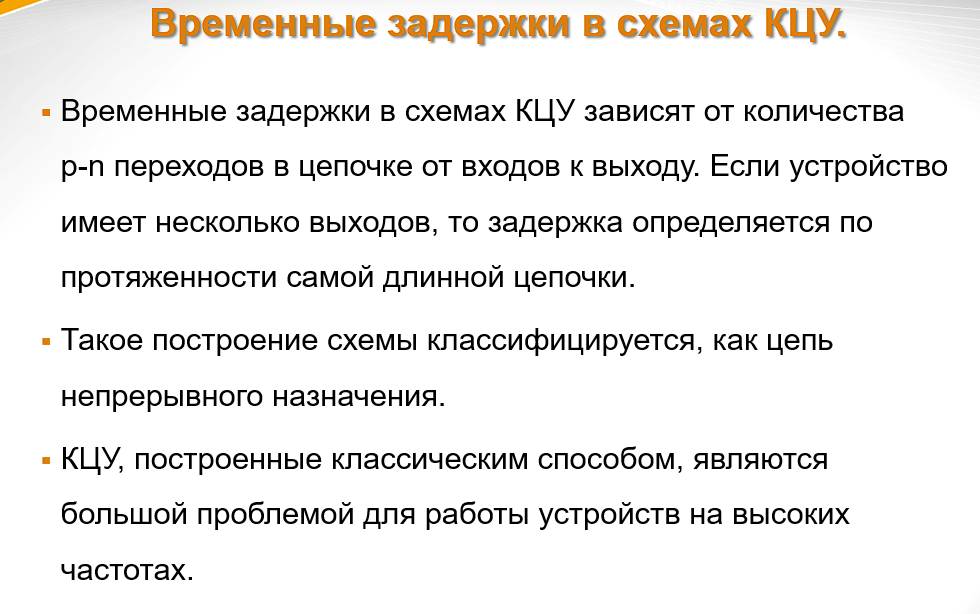 Временные задержки в схемах КЦУ.
Временные задержки в схемах КЦУ зависят от количества
p-n переходов в цепочке от входов к выходу. Если устройство
имеет несколько выходов, то задержка определяется по
протяженности самой длинной цепочки.
Такое построение схемы классифицируется, как цепь
непрерывного назначения.
КЦУ, построенные классическим способом, являются
большой проблемой для работы устройств на высоких
частотах.